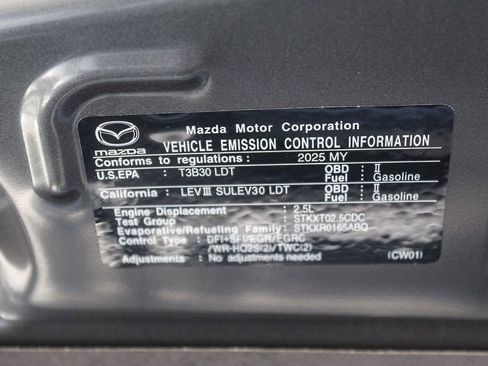 Mazda Motor Corporation
mazda
VEHICLE EMISSION CONTROL INFORMATION
Conforms to regulations : 2025 MY
U.S.EPA : T3B30 LDT OBD : II
Fuel : Gasoline
California : LEV III SULEV30 LDT OBD : II
Fuel : Gasoline
Engine Displacement : 2.5L
Test Group : STKXT02.5CDC
Evaporative/Refueling Family: STKXR0165ABQ
Control Type : DFI+SFI/EGR/EGRC
/WR-HO2S(2)/TWC(2)
Adjustments : No adjustments needed
(CW01)